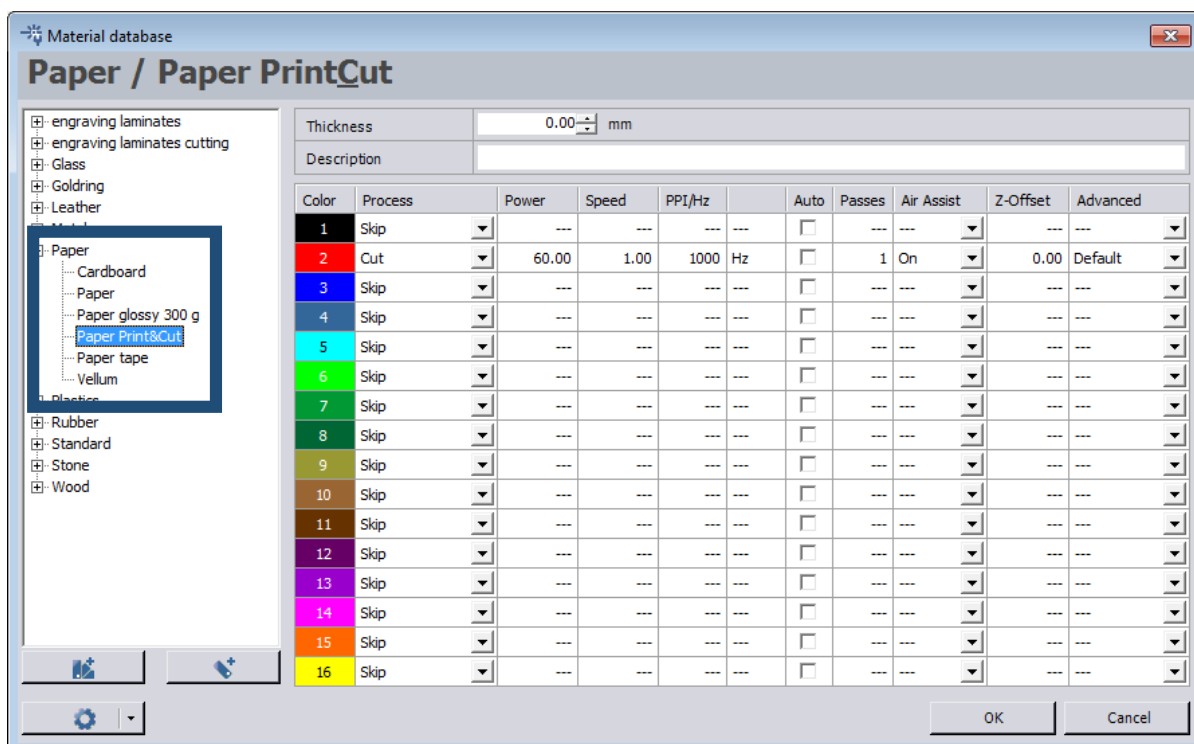 Material database
Paper / Paper PrintCut
engraving laminates
engraving laminates cutting
Glass
Goldring
Leather
Paper
Cardboard
Paper
Paper glossy 300 g
Paper Print&Cut
Paper tape
Vellum
Plastics
Rubber
Standard
Stone
Wood
Thickness 0.00 mm
Description
Color Process Power Speed PPI/Hz Auto Passes Air Assist Z-Offset Advanced
1 Skip --- --- --- --- --- --- --- ---
2 Cut 60.00 1.00 1000 Hz 1 On 0.00 Default
3 Skip --- --- --- --- --- --- --- ---
4 Skip --- --- --- --- --- --- --- ---
5 Skip --- --- --- --- --- --- --- ---
6 Skip --- --- --- --- --- --- --- ---
7 Skip --- --- --- --- --- --- --- ---
8 Skip --- --- --- --- --- --- --- ---
9 Skip --- --- --- --- --- --- --- ---
10 Skip --- --- --- --- --- --- --- ---
11 Skip --- --- --- --- --- --- --- ---
12 Skip --- --- --- --- --- --- --- ---
13 Skip --- --- --- --- --- --- --- ---
14 Skip --- --- --- --- --- --- --- ---
15 Skip --- --- --- --- --- --- --- ---
16 Skip --- --- --- --- --- --- --- ---
OK Cancel